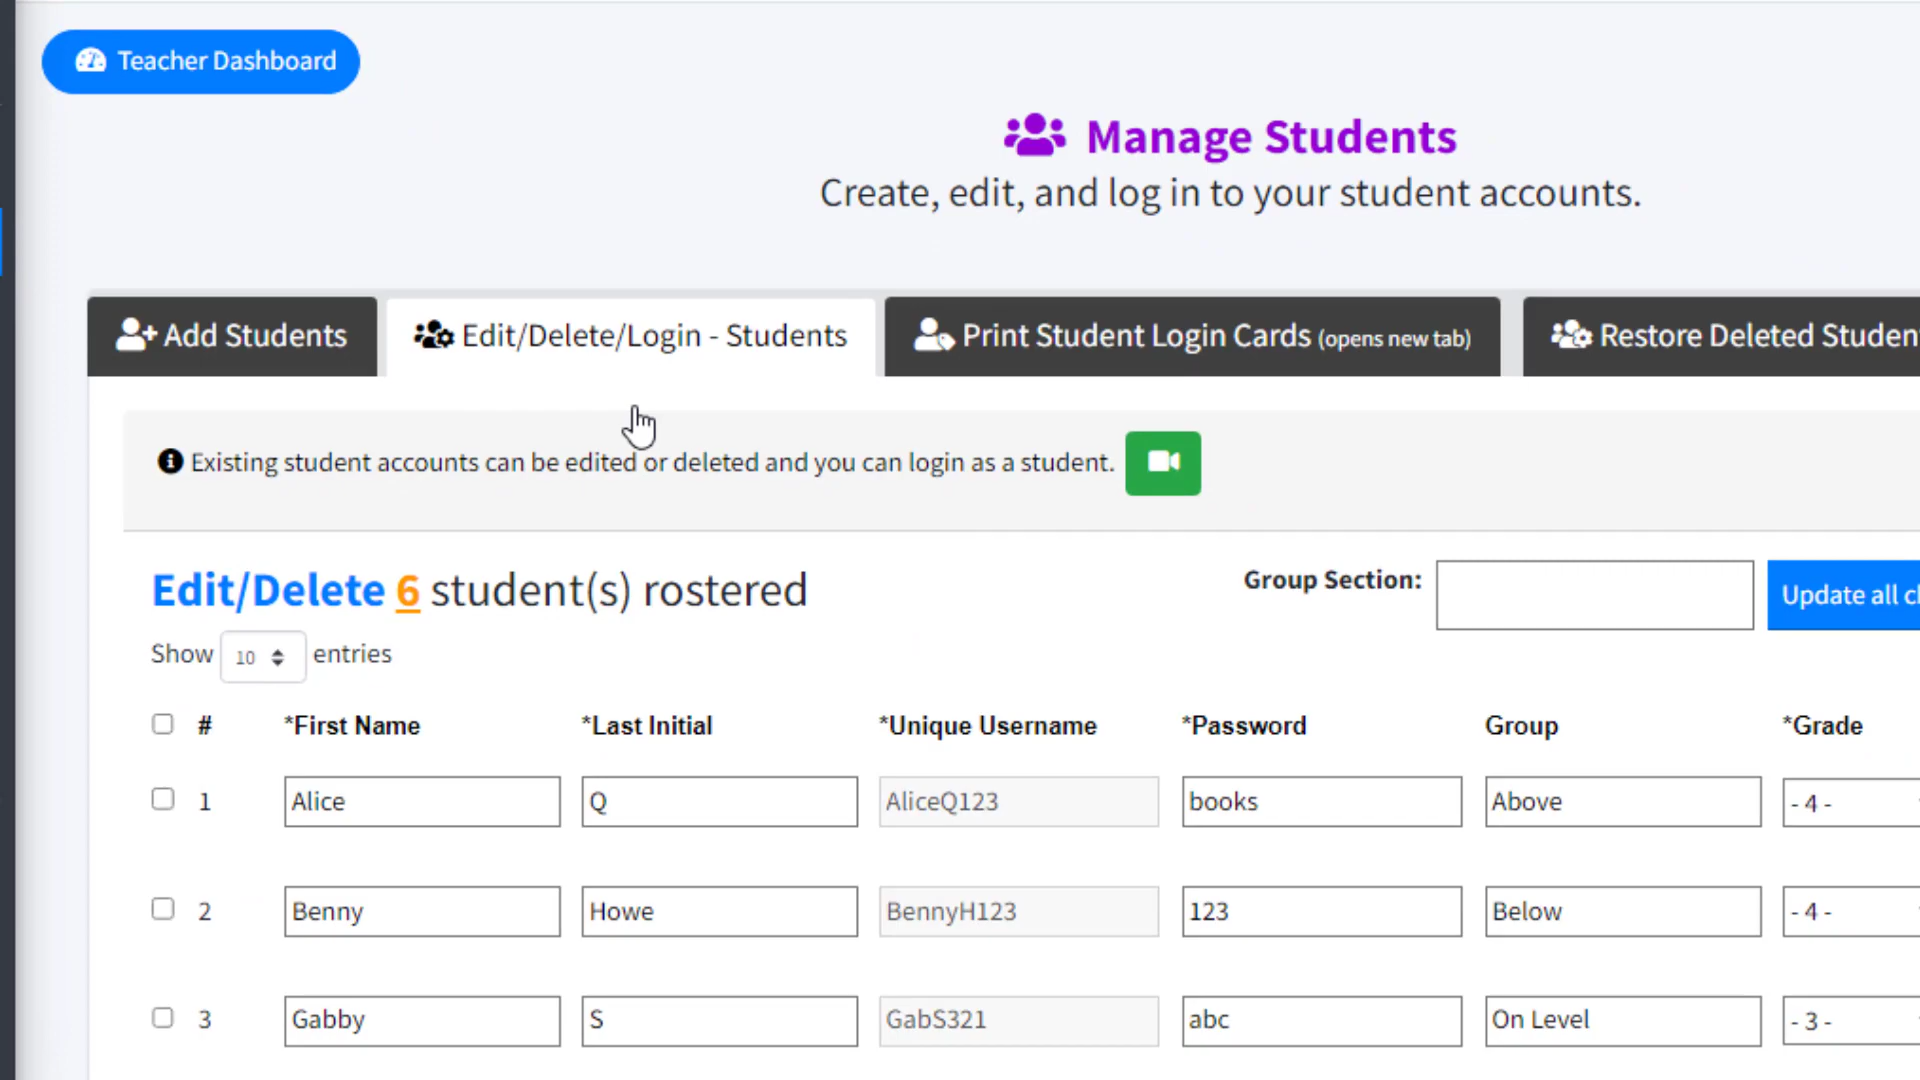 Teacher Dashboard
Manage Students
Create, edit, and log in to your student accounts.
Add Students
Edit/Delete/Login - Students
Print Student Login Cards (opens new tab)
Restore Deleted
Existing student accounts can be edited or deleted and you can login as a student.
Edit/Delete 6 student(s) rostered
Group Section:
Update all
Show 10 entries
# *First Name *Last Initial *Unique Username *Password Group *Grade
1 Alice Q AliceQ123 books Above - 4 -
2 Benny Howe BennyH123 123 Below - 4 -
3 Gabby S GabS321 abc On Level - 3 -